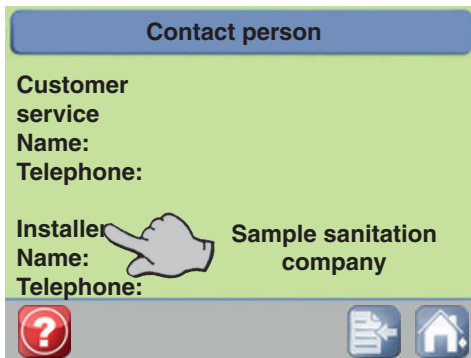 Contact person
Customer
service
Name:
Telephone:
Installer
Name:
Telephone:
Sample sanitation
company
?